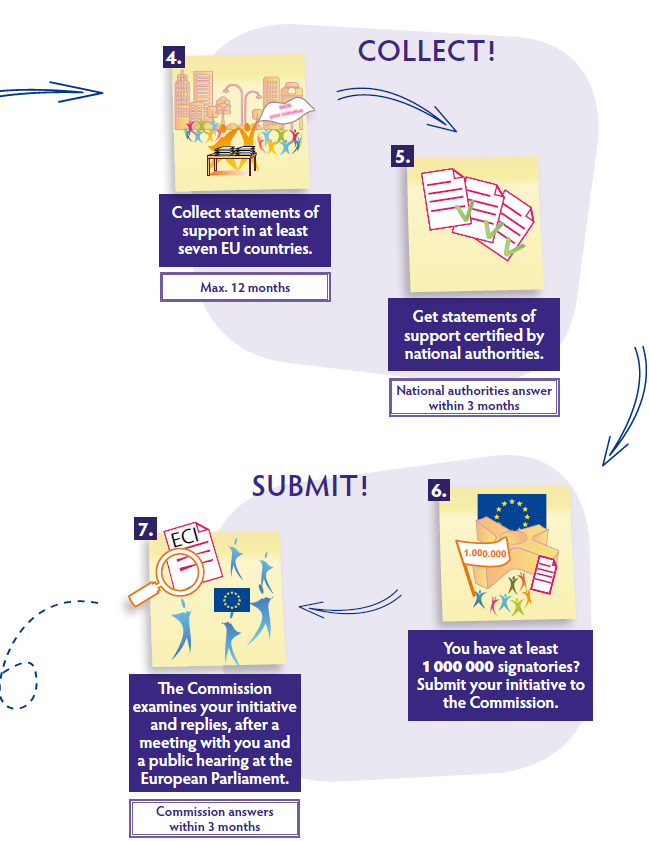 COLLECT!
4.
Collect statements of
support in at least
seven EU countries.
Max. 12 months
5.
Get statements of
support certified by
national authorities.
National authorities answer
within 3 months
SUBMIT!
6.
1.000.000
You have at least
1 000 000 signatories?
Submit your initiative to
the Commission.
7.
ECI
The Commission
examines your initiative
and replies, after a
meeting with you and
a public hearing at the
European Parliament.
Commission answers
within 3 months